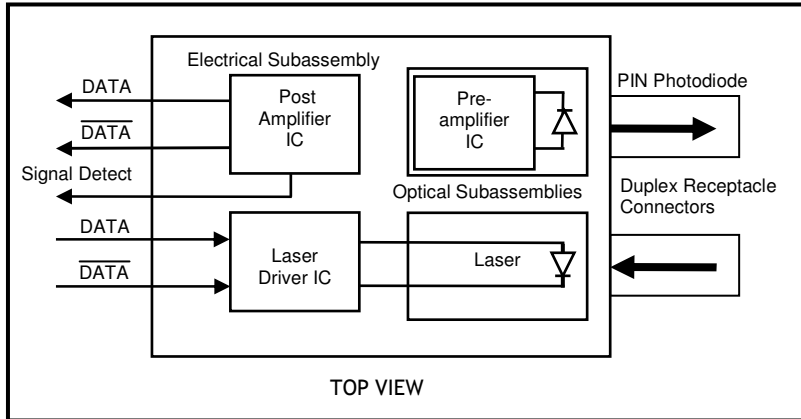 Electrical Subassembly
DATA
DATA
Signal Detect
Post
Amplifier
IC
Pre-
amplifier
IC
PIN Photodiode
Optical Subassemblies
Duplex Receptacle
Connectors
DATA
DATA
Laser
Driver IC
Laser
TOP VIEW